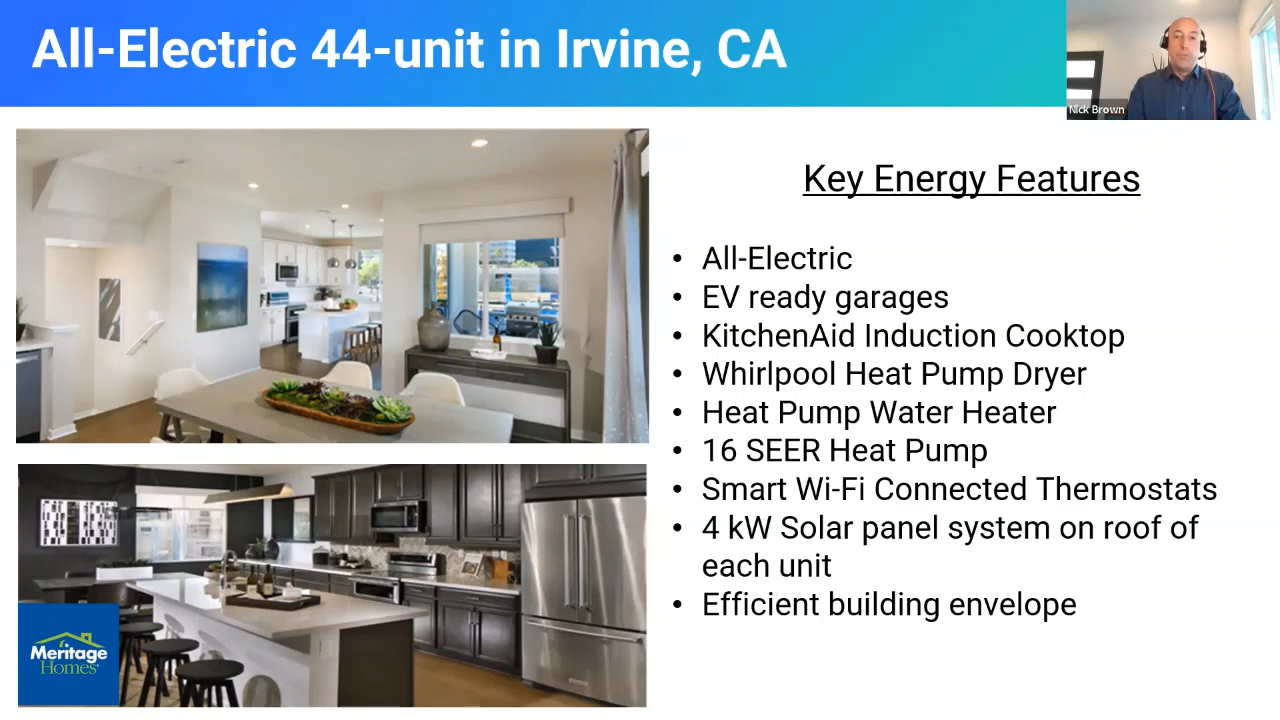 All-Electric 44-unit in Irvine, CA
Nick Brown
Key Energy Features
• All-Electric
• EV ready garages
• KitchenAid Induction Cooktop
• Whirlpool Heat Pump Dryer
• Heat Pump Water Heater
• 16 SEER Heat Pump
• Smart Wi-Fi Connected Thermostats
• 4 kW Solar panel system on roof of
each unit
• Efficient building envelope
Meritage
Homes®